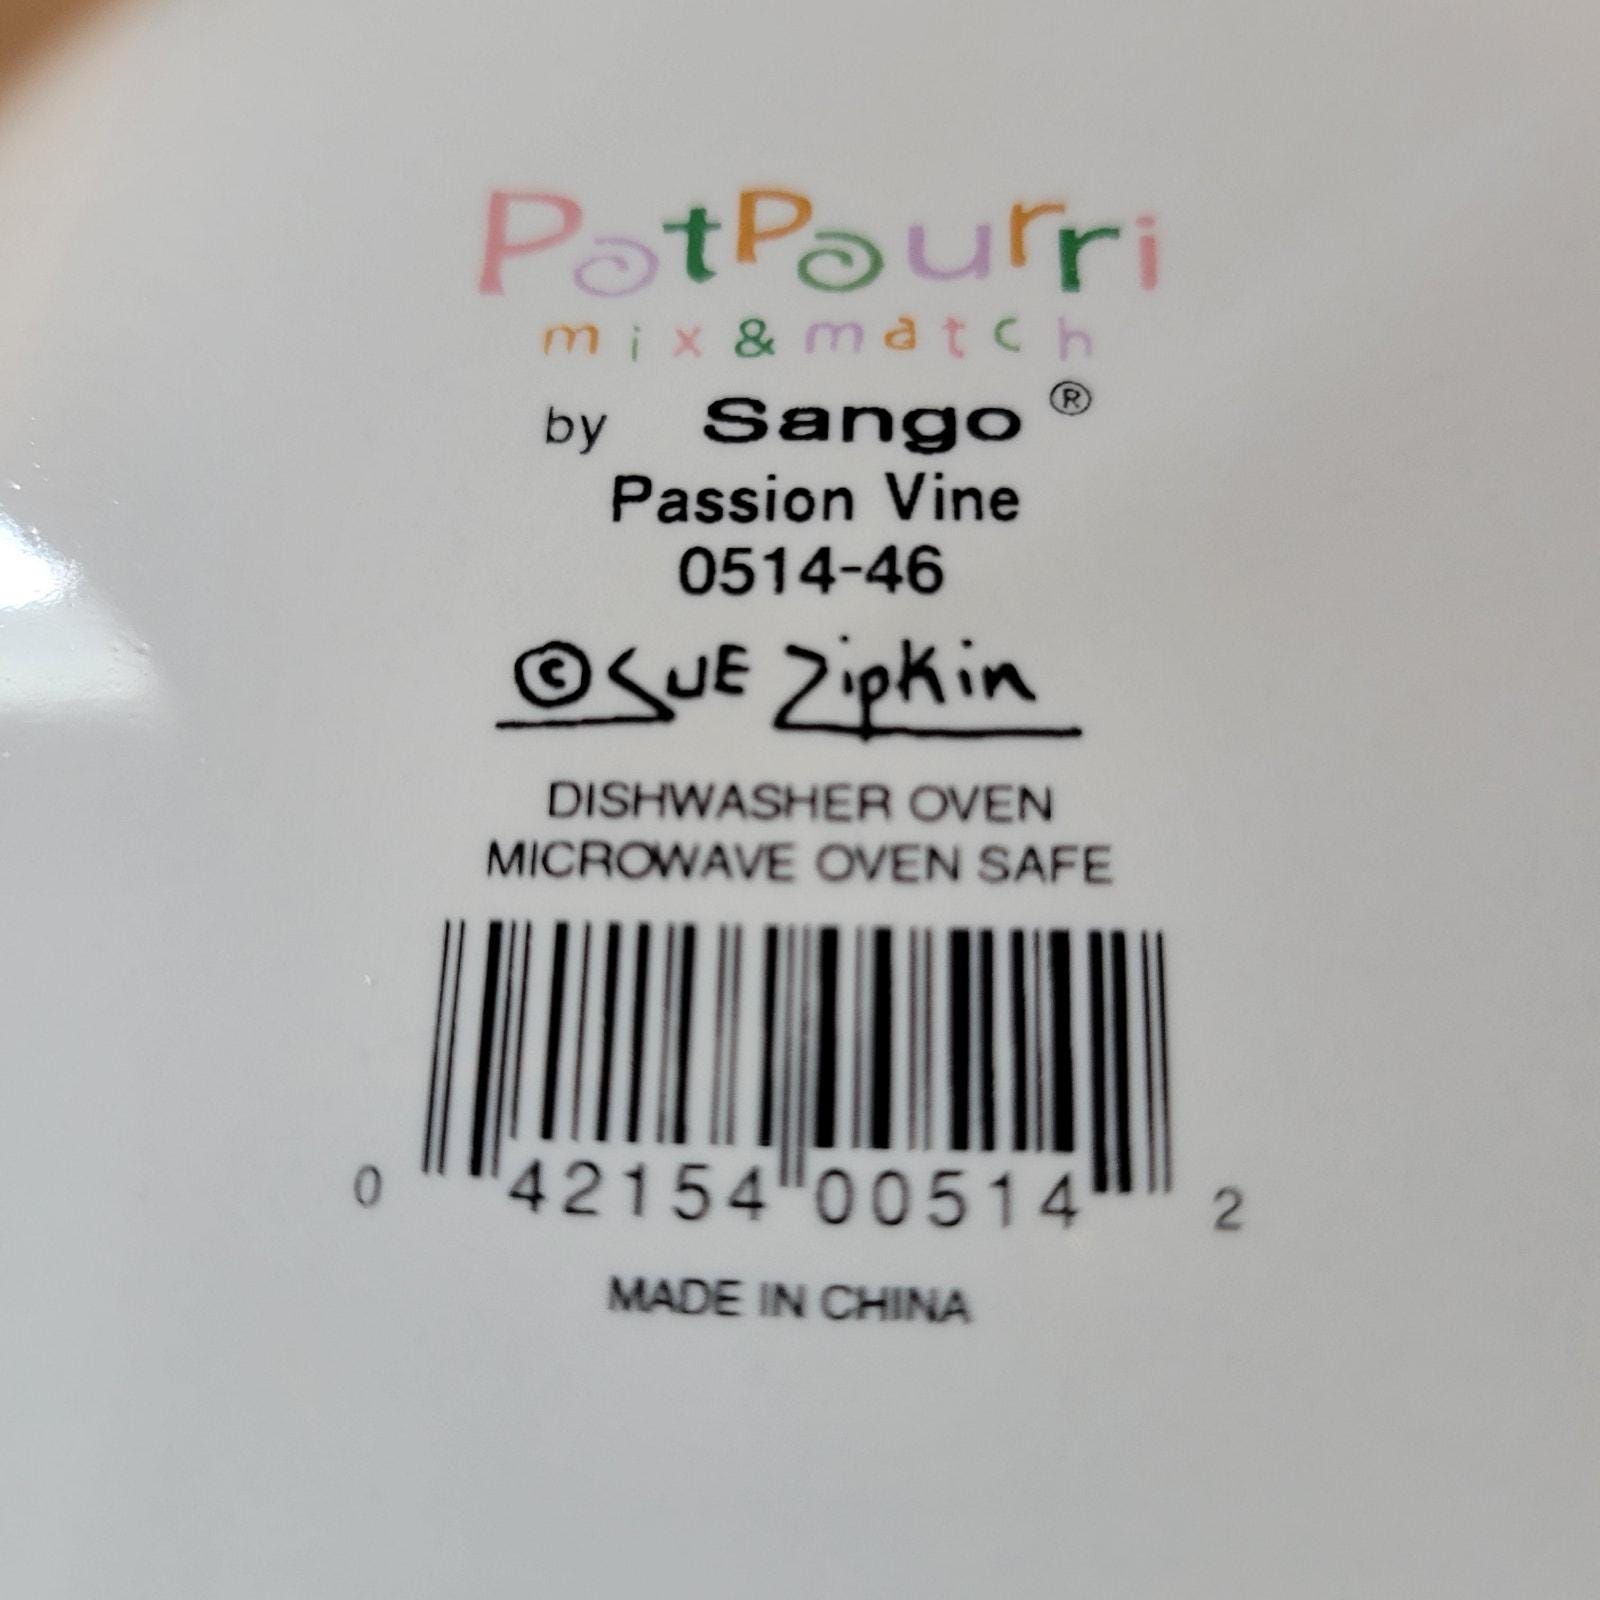 PotPourri
mix & match
by Sango ®
Passion Vine
0514-46
© Sue Zipkin
DISHWASHER OVEN
MICROWAVE OVEN SAFE
0 42154 00514 2
MADE IN CHINA